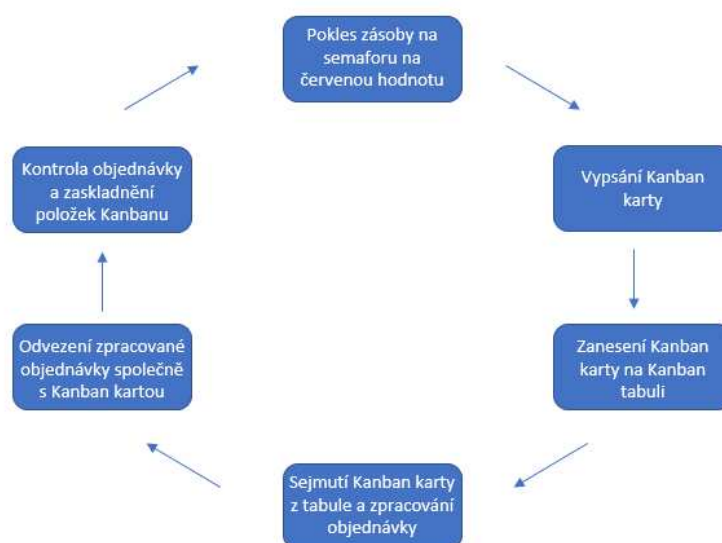 Pokles zásoby na
semaforu na
červenou hodnotu
Vypsání Kanban
karty
Zanesení Kanban
karty na Kanban
tabuli
Sejmutí Kanban karty
z tabule a zpracování
objednávky
Odvezení zpracované
objednávky společně
s Kanban kartou
Kontrola objednávky
a zaskladnění
položek Kanbanu